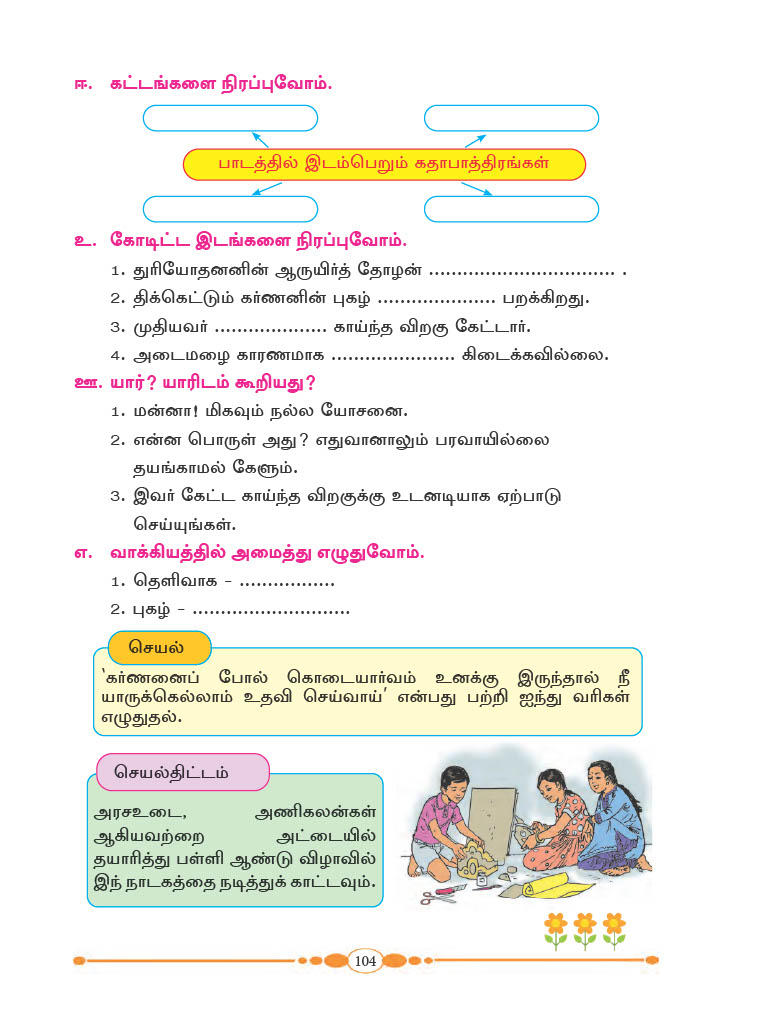 ஈ. கட்டங்களை நிரப்புவோம்.
பாடத்தில் இடம்பெறும் கதாபாத்திரங்கள்
உ. கோடிட்ட இடங்களை நிரப்புவோம்.
1. துரியோதனனின் ஆருயிர்த் தோழன் ................................. .
2. திக்கெட்டும் கர்ணனின் புகழ் ..................... பறக்கிறது.
3. முதியவர் .................... காய்ந்த விறகு கேட்டார்.
4. அடைமழை காரணமாக ...................... கிடைக்கவில்லை.
ஊ. யார்? யாரிடம் கூறியது?
1. மன்னா! மிகவும் நல்ல யோசனை.
2. என்ன பொருள் அது? எதுவானாலும் பரவாயில்லை
தயங்காமல் கேளும்.
3. இவர் கேட்ட காய்ந்த விறகுக்கு உடனடியாக ஏற்பாடு
செய்யுங்கள்.
எ. வாக்கியத்தில் அமைத்து எழுதுவோம்.
1. தெளிவாக - .................
2. புகழ் - ............................
செயல்
‘கர்ணனைப் போல் கொடையார்வம் உனக்கு இருந்தால் நீ
யாருக்கெல்லாம் உதவி செய்வாய்’ என்பது பற்றி ஐந்து வரிகள்
எழுதுதல்.
செயல்திட்டம்
அரசஉடை, அணிகலன்கள்
ஆகியவற்றை அட்டையில்
தயாரித்து பள்ளி ஆண்டு விழாவில்
இந் நாடகத்தை நடித்துக் காட்டவும்.
104